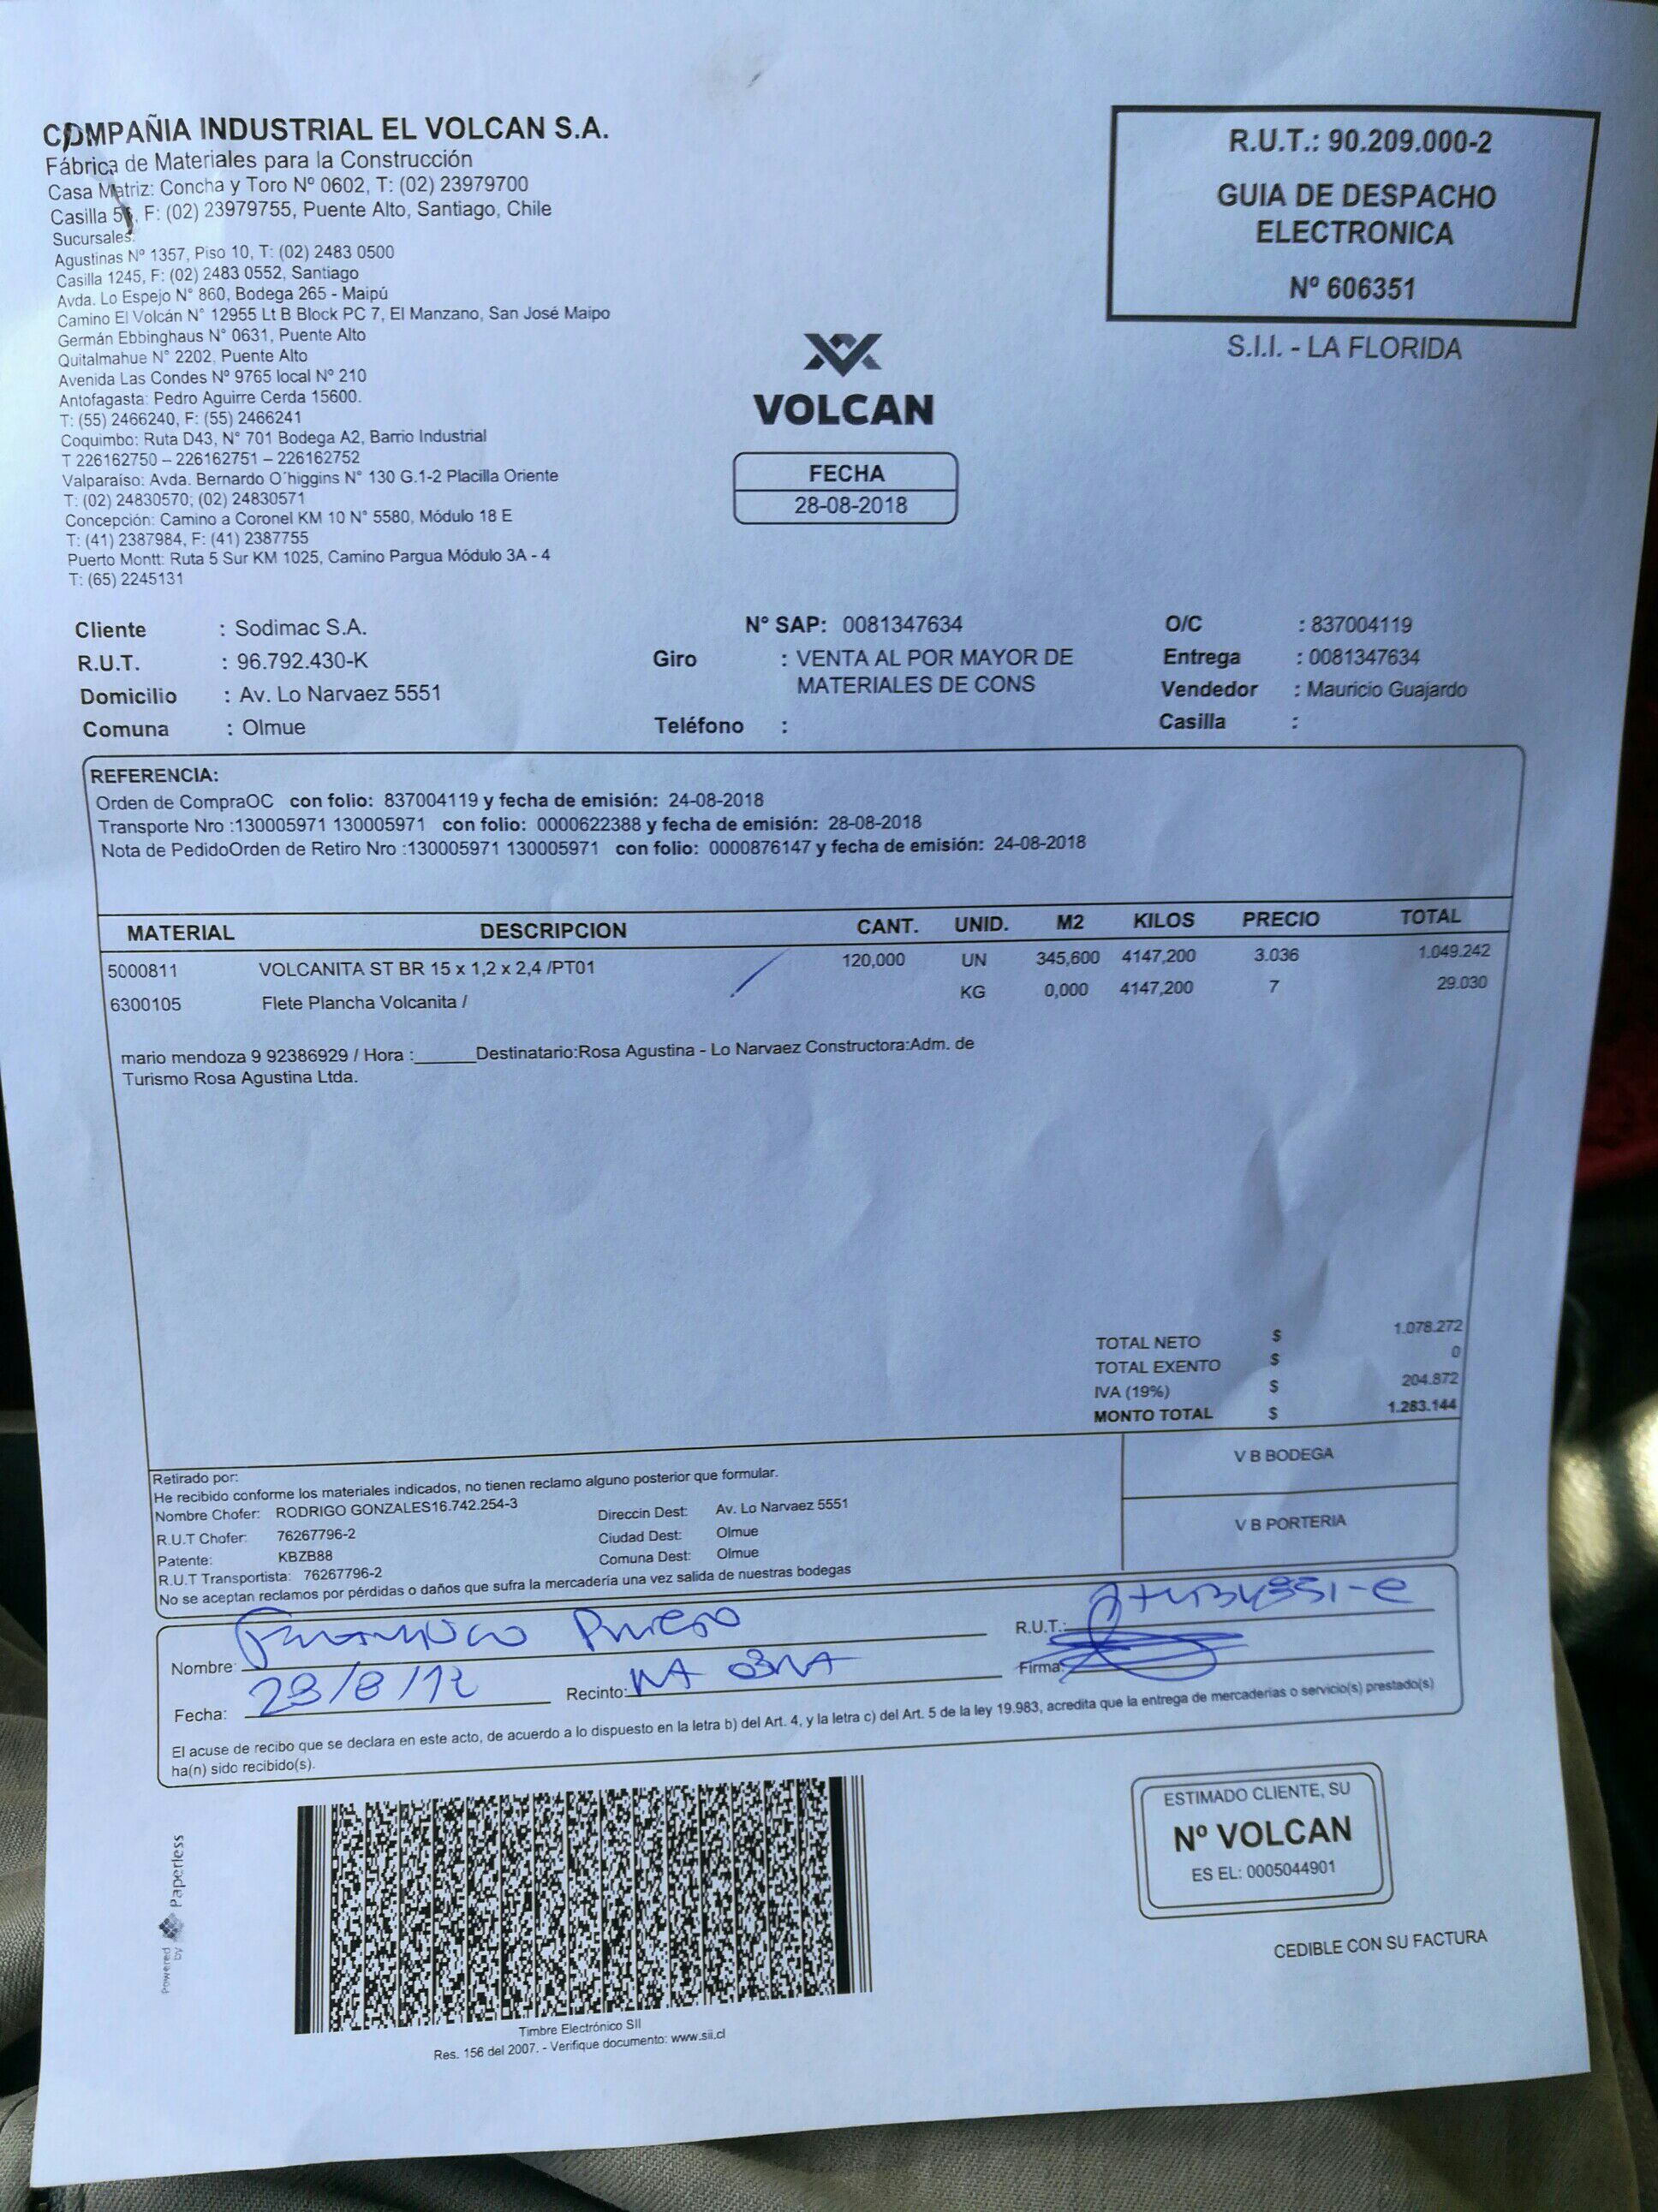 COMPAÑIA INDUSTRIAL EL VOLCAN S.A.
Fábrica de Materiales para la Construcción
Casa Matriz: Concha y Toro Nº 0602, T: (02) 23979700
Casilla 5, F: (02) 23979755, Puente Alto, Santiago, Chile
Sucursales:
Agustinas Nº 1357, Piso 10, T: (02) 2483 0500
Casilla 1245, F: (02) 2483 0552, Santiago
Avda. Lo Espejo N° 860, Bodega 265 - Maipú
Camino El Volcán N° 12955 Lt B Block PC 7, El Manzano, San José Maipo
Germán Ebbinghaus N° 0631, Puente Alto
Quitalmahue N° 2202, Puente Alto
Avenida Las Condes Nº 9765 local Nº 210
Antofagasta: Pedro Aguirre Cerda 15600.
T: (55) 2466240, F: (55) 2466241
Coquimbo: Ruta D43, N° 701 Bodega A2, Barrio Industrial
T 226162750 – 226162751 – 226162752
Valparaíso: Avda. Bernardo O´higgins N° 130 G.1-2 Placilla Oriente
T: (02) 24830570; (02) 24830571
Concepción: Camino a Coronel KM 10 N° 5580, Módulo 18 E
T: (41) 2387984, F: (41) 2387755
Puerto Montt: Ruta 5 Sur KM 1025, Camino Pargua Módulo 3A - 4
T: (65) 2245131
R.U.T.: 90.209.000-2
GUIA DE DESPACHO
ELECTRONICA
Nº 606351
S.I.I. - LA FLORIDA
VOLCAN
FECHA
28-08-2018
Cliente : Sodimac S.A. N° SAP: 0081347634 O/C : 837004119
R.U.T. : 96.792.430-K Giro : VENTA AL POR MAYOR DE Entrega : 0081347634
MATERIALES DE CONS
Domicilio : Av. Lo Narvaez 5551 Vendedor : Mauricio Guajardo
Comuna : Olmue Teléfono : Casilla :
REFERENCIA:
Orden de CompraOC con folio: 837004119 y fecha de emisión: 24-08-2018
Transporte Nro :130005971 130005971 con folio: 0000622388 y fecha de emisión: 28-08-2018
Nota de PedidoOrden de Retiro Nro :130005971 130005971 con folio: 0000876147 y fecha de emisión: 24-08-2018
MATERIAL DESCRIPCION CANT. UNID. M2 KILOS PRECIO TOTAL
5000811 VOLCANITA ST BR 15 x 1,2 x 2,4 /PT01 120,000 UN 345,600 4147,200 3.036 1.049.242
6300105 Flete Plancha Volcanita / KG 0,000 4147,200 7 29.030
mario mendoza 9 92386929 / Hora :______Destinatario:Rosa Agustina - Lo Narvaez Constructora:Adm. de
Turismo Rosa Agustina Ltda.
TOTAL NETO $ 1.078.272
TOTAL EXENTO $ 0
IVA (19%) $ 204.872
MONTO TOTAL $ 1.283.144
Retirado por:
He recibido conforme los materiales indicados, no tienen reclamo alguno posterior que formular.
Nombre Chofer: RODRIGO GONZALES16.742.254-3 Direccin Dest: Av. Lo Narvaez 5551
R.U.T Chofer: 76267796-2 Ciudad Dest: Olmue
Patente: KBZB88 Comuna Dest: Olmue
R.U.T Transportista: 76267796-2
No se aceptan reclamos por pérdidas o daños que sufra la mercadería una vez salida de nuestras bodegas
V B BODEGA
V B PORTERIA
Nombre: R.U.T.:
Fecha: Recinto: Firma:
El acuse de recibo que se declara en este acto, de acuerdo a lo dispuesto en la letra b) del Art. 4, y la letra c) del Art. 5 de la ley 19.983, acredita que la entrega de mercaderías o servicio(s) prestado(s)
ha(n) sido recibido(s).
Powered by Paperless
Timbre Electrónico SII
Res. 156 del 2007. - Verifique documento: www.sii.cl
ESTIMADO CLIENTE, SU
Nº VOLCAN
ES EL: 0005044901
CEDIBLE CON SU FACTURA